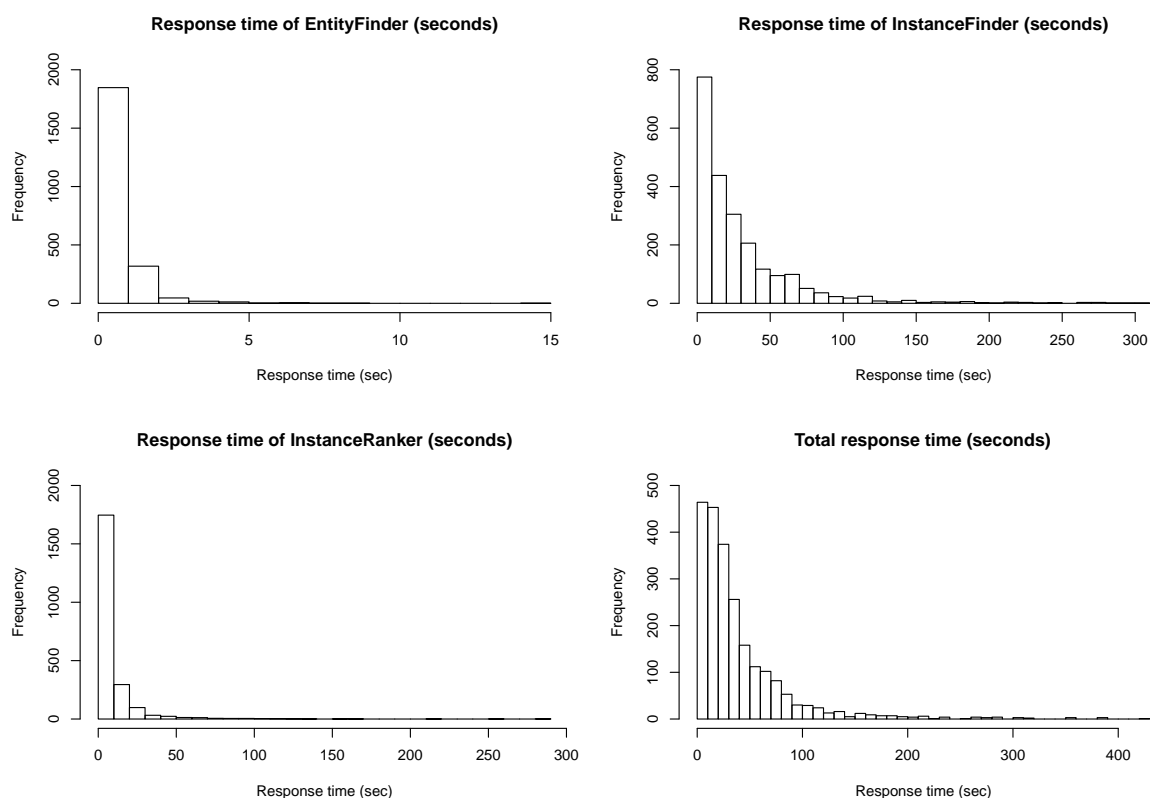 Response time of EntityFinder (seconds)
Frequency
2000
1500
1000
500
0
0 5 10 15
Response time (sec)
Response time of InstanceFinder (seconds)
Frequency
800
600
400
200
0
0 50 100 150 200 250 300
Response time (sec)
Response time of InstanceRanker (seconds)
Frequency
2000
1500
1000
500
0
0 50 100 150 200 250 300
Response time (sec)
Total response time (seconds)
Frequency
500
400
300
200
100
0
0 100 200 300 400
Response time (sec)